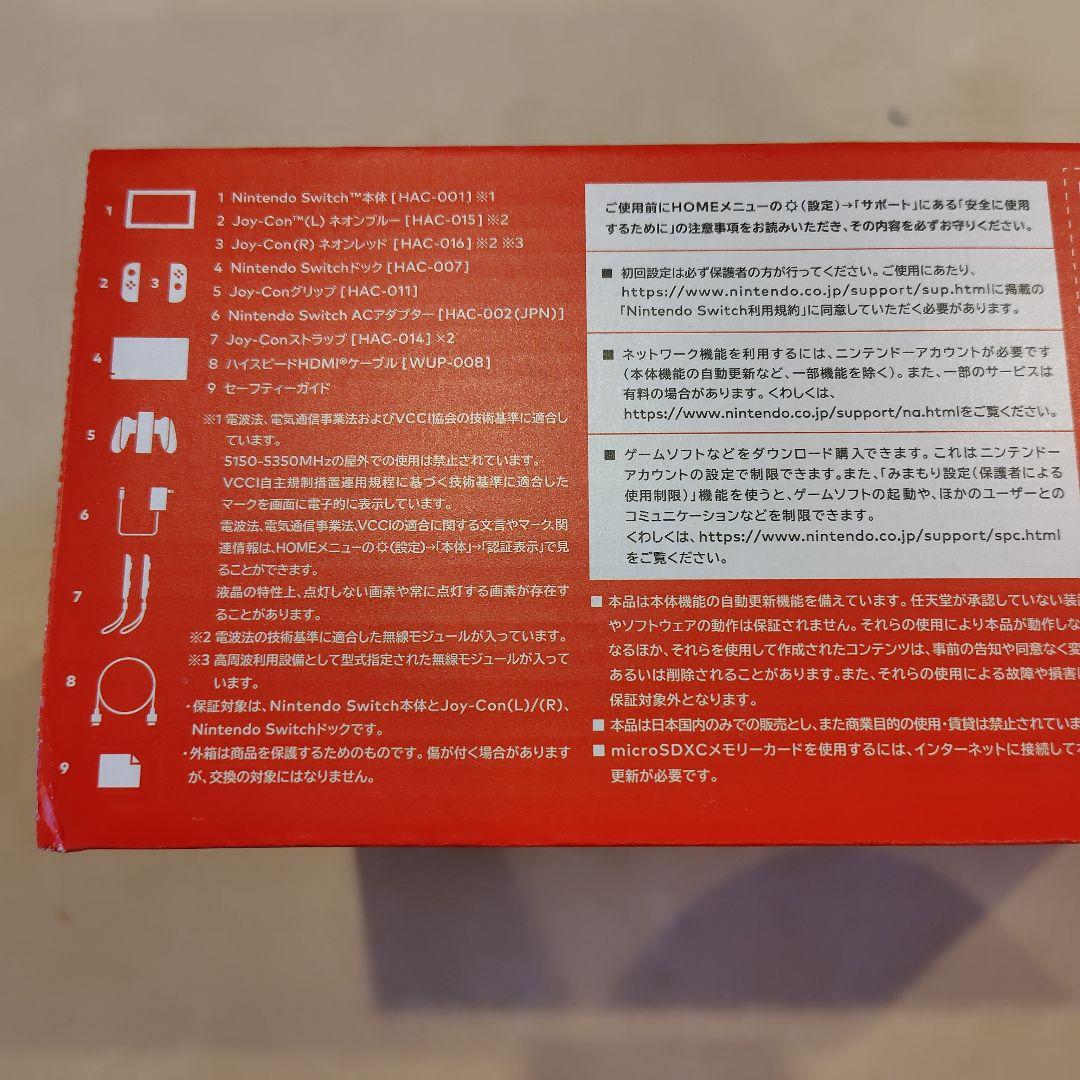 1 Nintendo Switch™本体 [HAC-001] ※1
2 Joy-Con™(L) ネオンブルー [HAC-015] ※2
3 Joy-Con(R) ネオンレッド [HAC-016] ※2 ※3
4 Nintendo Switchドック [HAC-007]
5 Joy-Conグリップ [HAC-011]
6 Nintendo Switch ACアダプター [HAC-002(JPN)]
7 Joy-Conストラップ [HAC-014] ×2
8 ハイスピードHDMI®ケーブル [WUP-008]
9 セーフティーガイド
※1 電波法、電気通信事業法およびVCCI協会の技術基準に適合し
ています。
5150-5350MHzの屋外での使用は禁止されています。
VCCI自主規制措置運用規程に基づく技術基準に適合した
マークを画面に電子的に表示しています。
電波法、電気通信事業法、VCCIの適合に関する文言やマーク関
連情報は、HOMEメニューの(設定)→「本体」→「認証表示」で見
ることができます。
液晶の特性上、点灯しない画素や常に点灯する画素が存在す
ることがあります。
※2 電波法の技術基準に適合した無線モジュールが入っています。
※3 高周波利用設備として型式指定された無線モジュールが入って
います。
・保証対象は、Nintendo Switch本体とJoy-Con(L)/(R)、
Nintendo Switchドックです。
・外箱は商品を保護するためのものです。傷が付く場合があります
が、交換の対象にはなりません。
1
2 3
4
5
6
7
8
9
ご使用前にHOMEメニューの(設定)→「サポート」にある「安全に使用
するために」の注意事項をお読みいただき、その内容を必ずお守りください。
■ 初回設定は必ず保護者の方が行ってください。ご使用にあたり、
https://www.nintendo.co.jp/support/sup.htmlに掲載の
「Nintendo Switch利用規約」に同意していただく必要があります。
■ ネットワーク機能を利用するには、ニンテンドーアカウントが必要です
(本体機能の自動更新など、一部機能を除く)。また、一部のサービスは
有料の場合があります。くわしくは、
https://www.nintendo.co.jp/support/na.htmlをご覧ください。
■ ゲームソフトなどをダウンロード購入できます。これはニンテンドー
アカウントの設定で制限できます。また、「みまもり設定(保護者による
使用制限)」機能を使うと、ゲームソフトの起動や、ほかのユーザーとの
コミュニケーションなどを制限できます。
くわしくは、https://www.nintendo.co.jp/support/spc.html
をご覧ください。
■ 本品は本体機能の自動更新機能を備えています。任天堂が承認していない装
やソフトウェアの動作は保証されません。それらの使用により本品が動作しな
なるほか、それらを使用して作成されたコンテンツは、事前の告知や同意なく変
あるいは削除されることがあります。また、それらの使用による故障や損害
保証対象外となります。
■ 本品は日本国内のみでの販売とし、また商業目的の使用・賃貸は禁止されていま
■ microSDXCメモリーカードを使用するには、インターネットに接続して
更新が必要です。